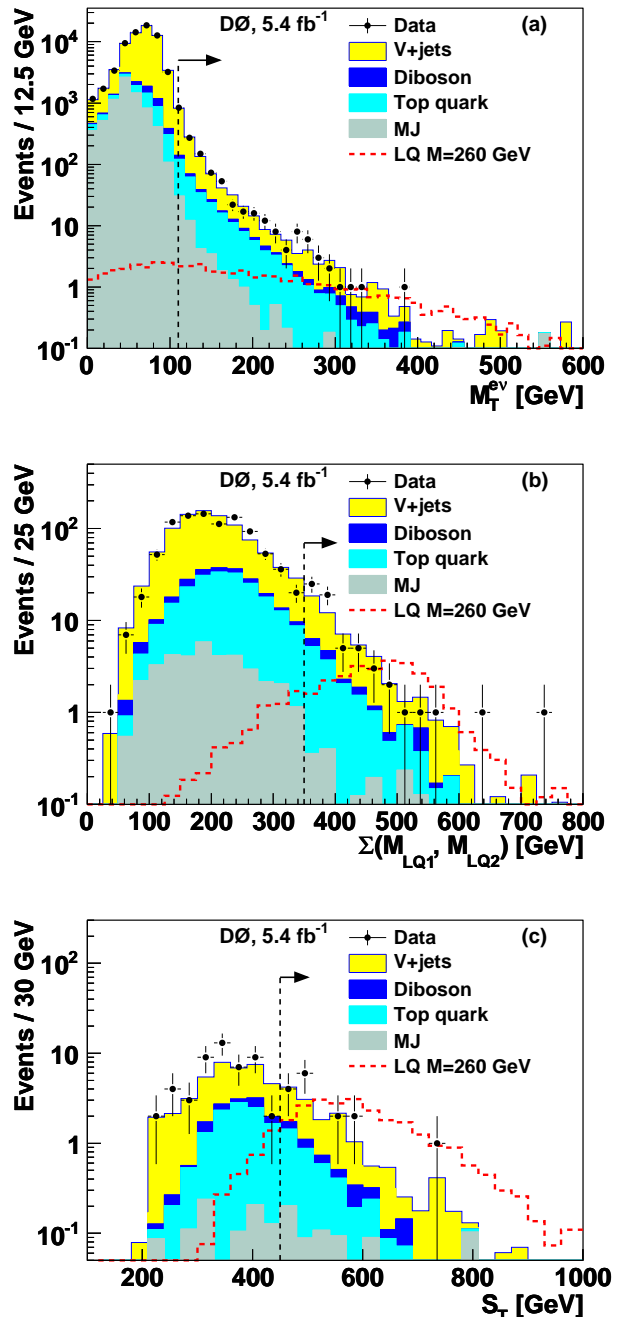 DØ, 5.4 fb⁻¹
(a)
Data
V+jets
Diboson
Top quark
MJ
LQ M=260 GeV
Events / 12.5 GeV
10⁴
10³
10²
10
1
10⁻¹
0 100 200 300 400 500 600
M_T^eν [GeV]
DØ, 5.4 fb⁻¹
(b)
Data
V+jets
Diboson
Top quark
MJ
LQ M=260 GeV
Events / 25 GeV
10²
10
1
10⁻¹
0 100 200 300 400 500 600 700 800
Σ(M_LQ1, M_LQ2) [GeV]
DØ, 5.4 fb⁻¹
(c)
Data
V+jets
Diboson
Top quark
MJ
LQ M=260 GeV
Events / 30 GeV
10²
10
1
10⁻¹
200 400 600 800 1000
S_T [GeV]